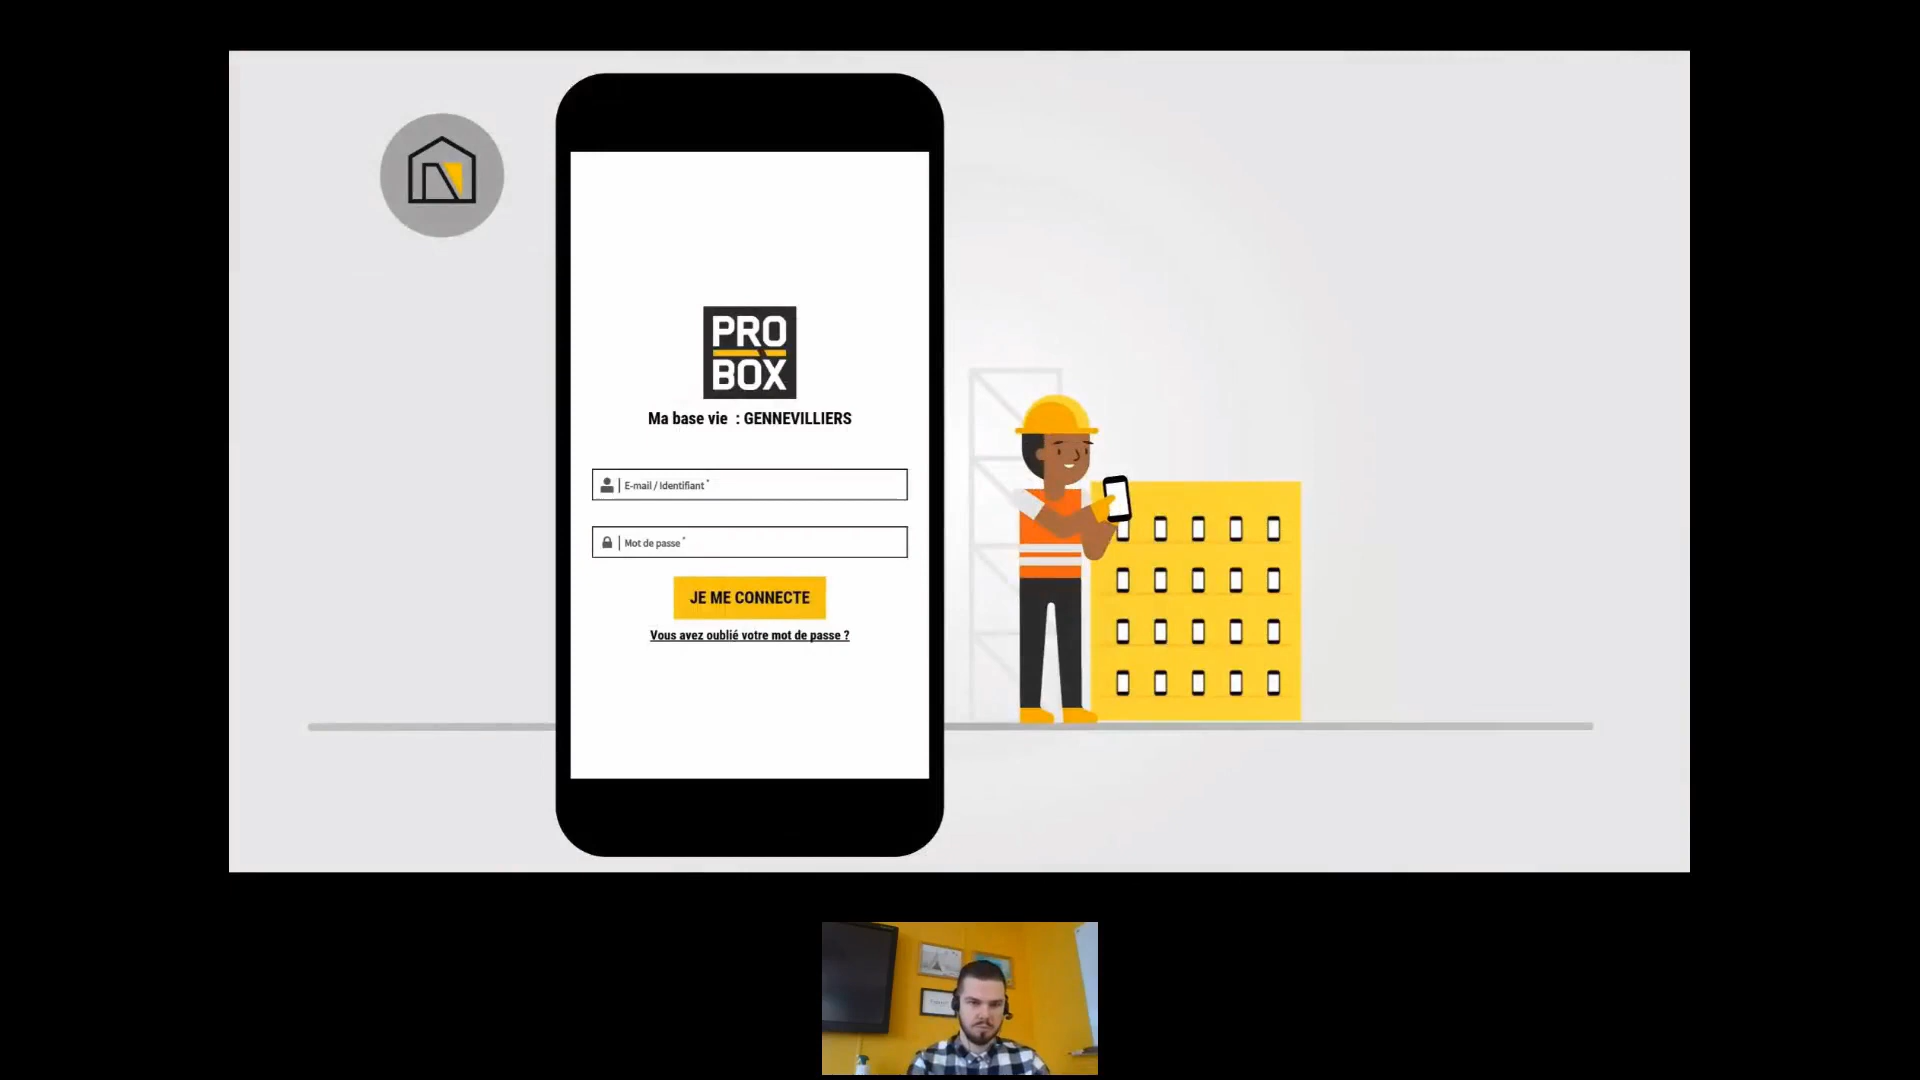 PRO
BOX
Ma base vie : GENNEVILLIERS
E-mail / Identifiant *
Mot de passe *
JE ME CONNECTE
Vous avez oublié votre mot de passe ?